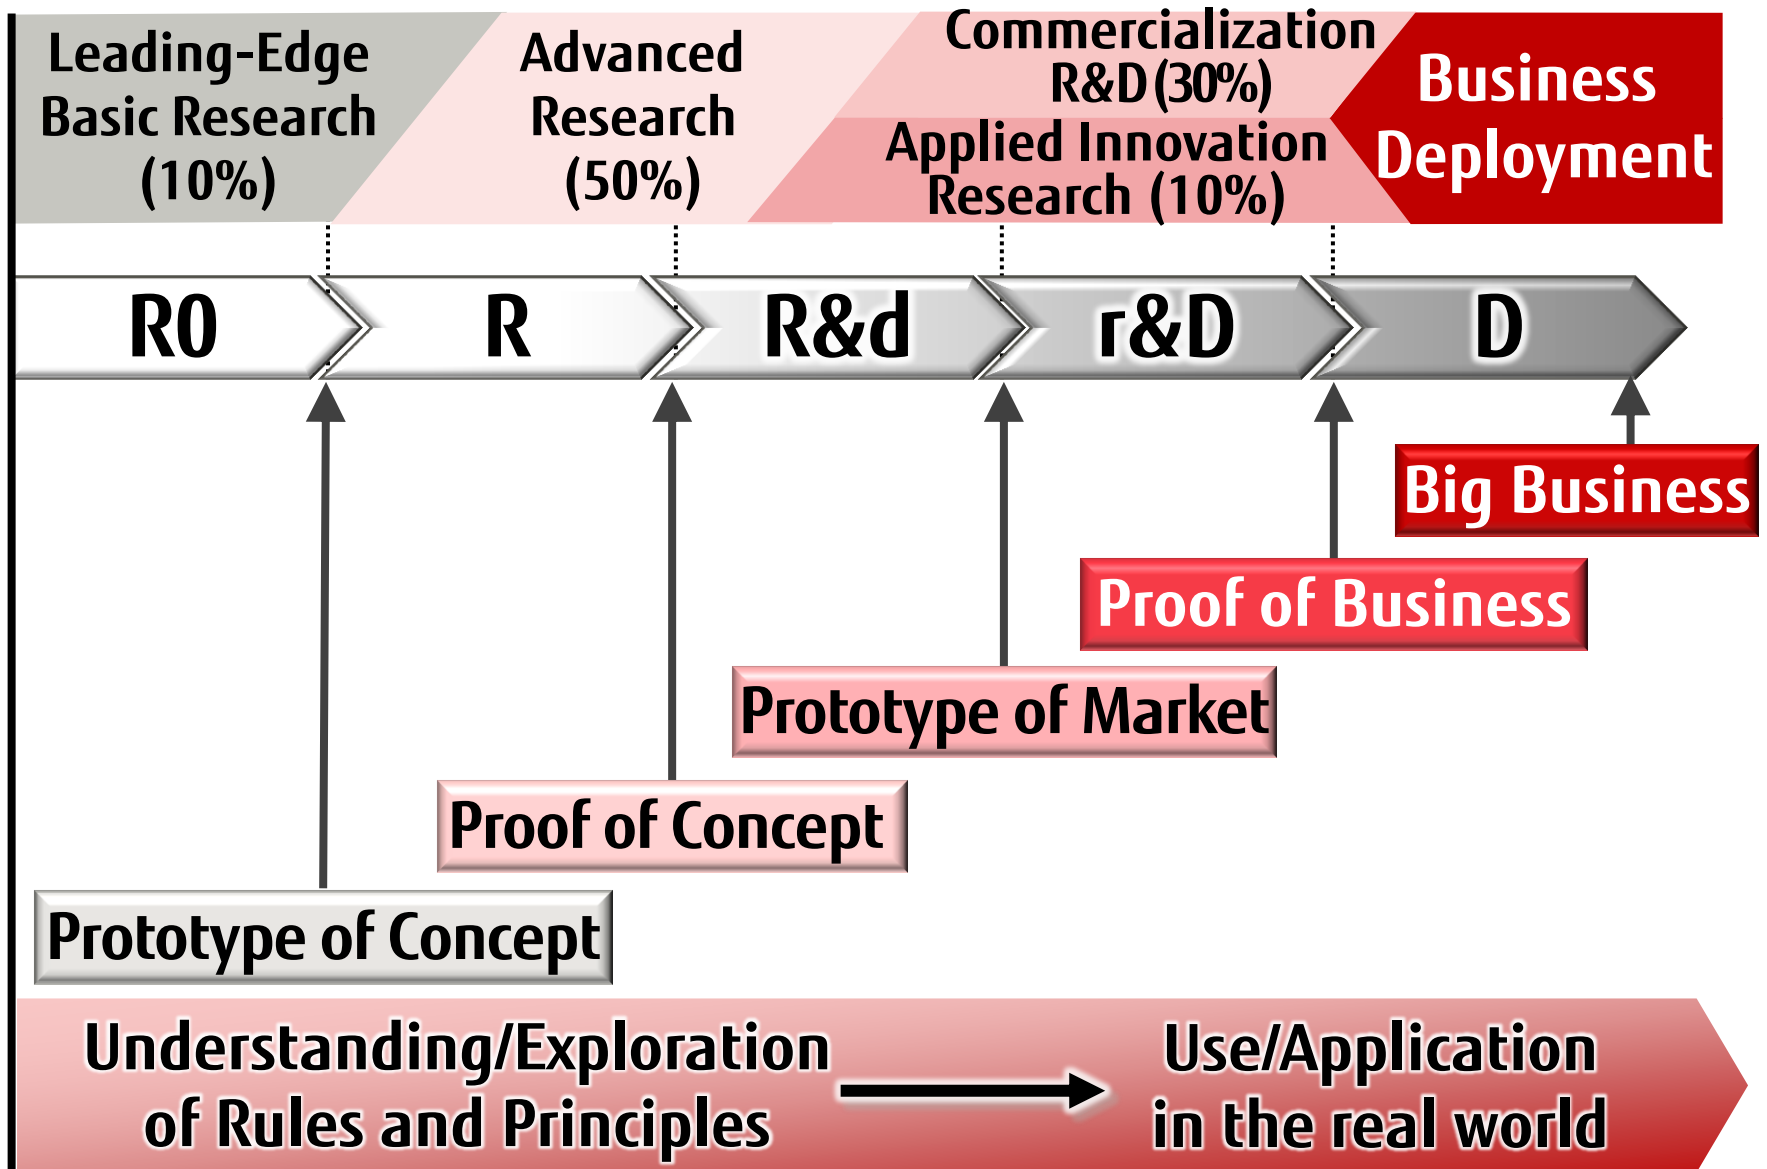 Leading-Edge
Basic Research
(10%)
Advanced
Research
(50%)
Commercialization
R&D (30%)
Applied Innovation
Research (10%)
Business
Deployment
R0
R
R&d
r&D
D
Big Business
Proof of Business
Prototype of Market
Proof of Concept
Prototype of Concept
Understanding/Exploration
of Rules and Principles
Use/Application
in the real world